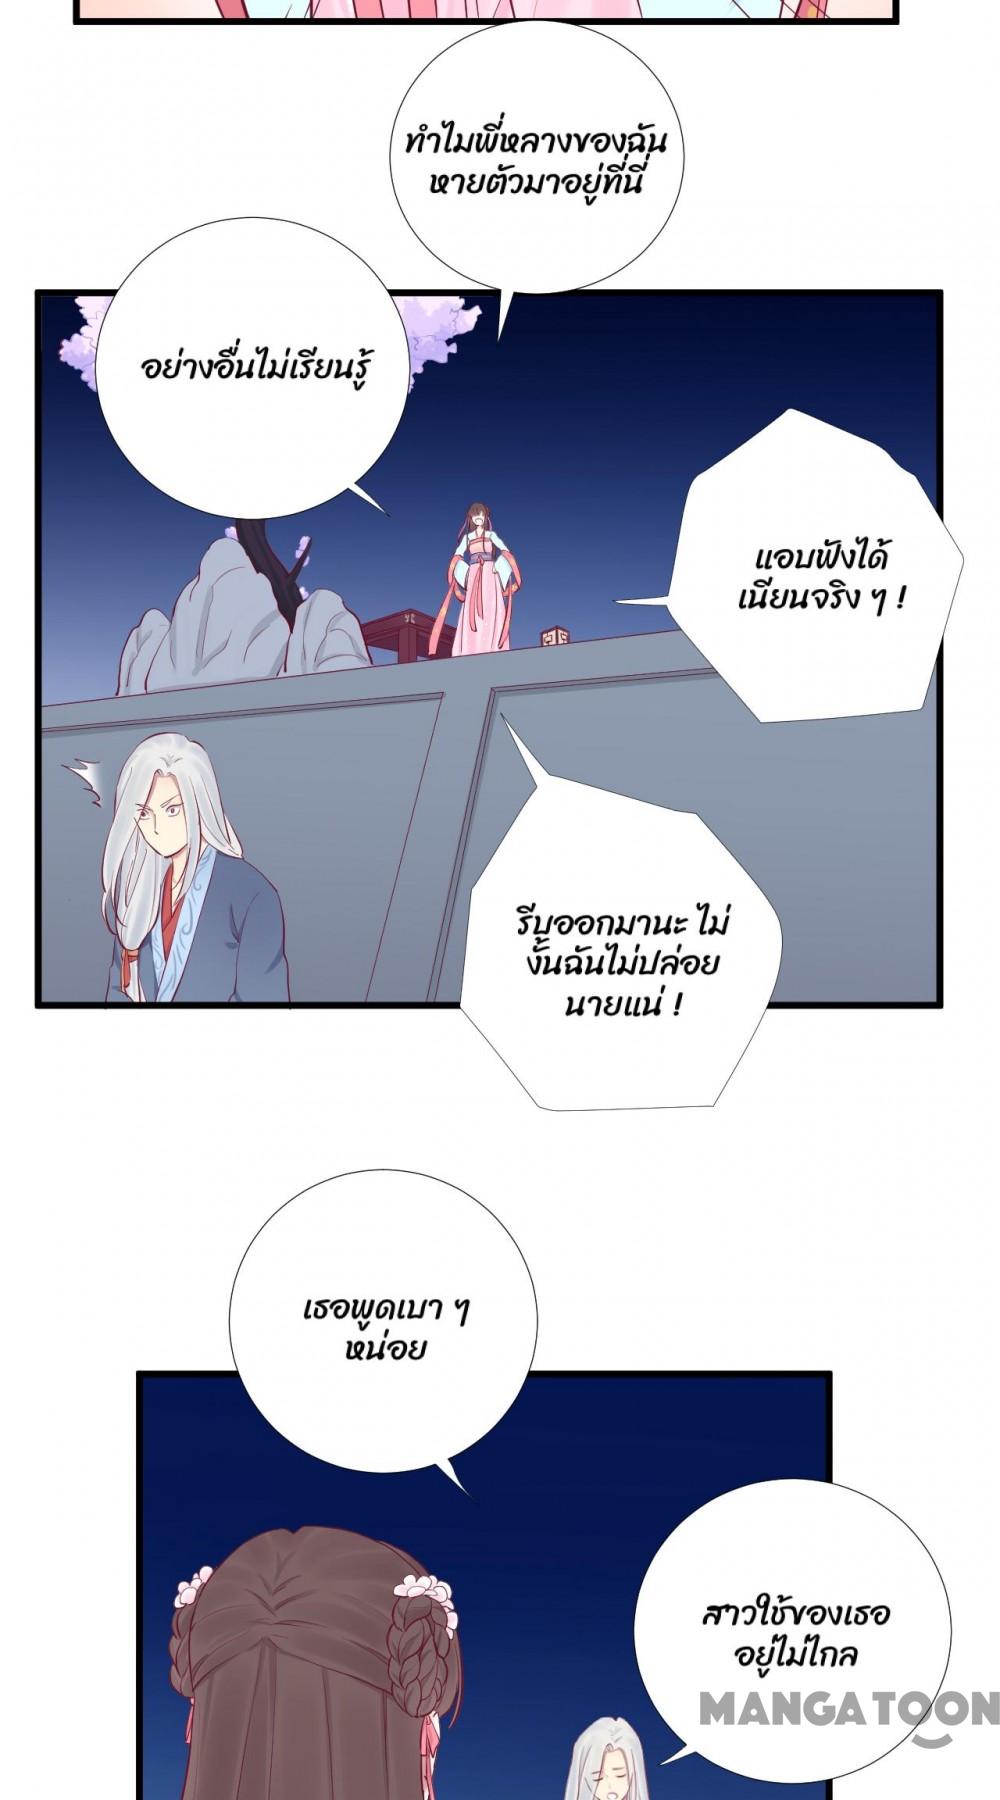 ทำไมพี่หลางของฉัน
หายตัวมาอยู่ที่นี่
อย่างอื่นไม่เรียนรู้
แอบฟังได้
เนียนจริง ๆ !
รีบออกมานะ ไม่
งั้นฉันไม่ปล่อย
นายแน่ !
เธอพูดเบา ๆ
หน่อย
สาวใช้ของเธอ
อยู่ไม่ไกล
MANGATOON